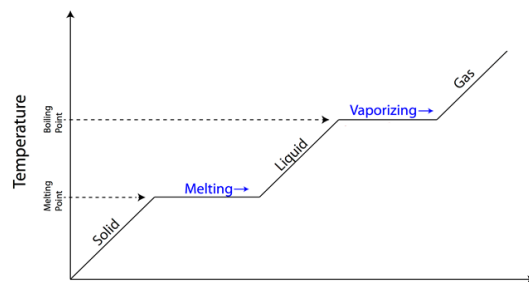 Temperature
Boiling
Point
Melting
Point
Solid
Melting→
Liquid
Vaporizing→
Gas